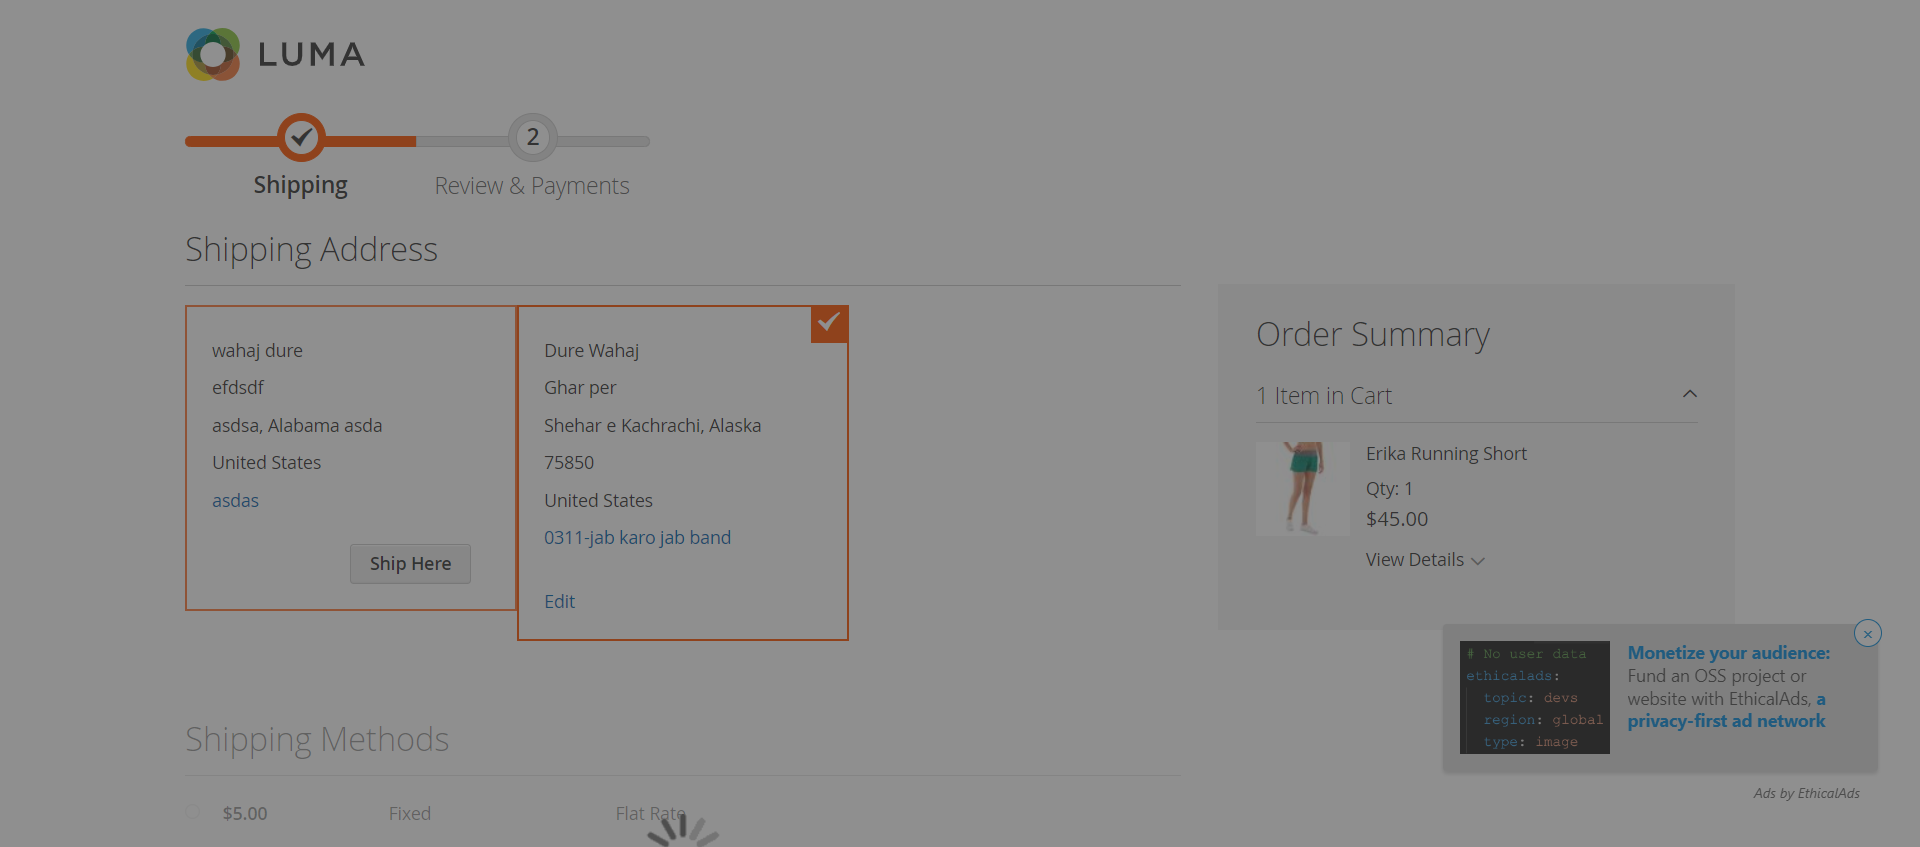 LUMA
2
Shipping
Review & Payments
Shipping Address
wahaj dure
efdsdf
asdsa, Alabama asda
United States
asdas
Ship Here
Dure Wahaj
Ghar per
Shehar e Kachrachi, Alaska
75850
United States
0311-jab karo jab band
Edit
Order Summary
1 Item in Cart
Erika Running Short
Qty: 1
$45.00
View Details
# No user data
ethicalads:
topic: devs
region: global
type: image
Monetize your audience:
Fund an OSS project or
website with EthicalAds, a
privacy-first ad network
Ads by EthicalAds
Shipping Methods
$5.00 Fixed Flat Rate